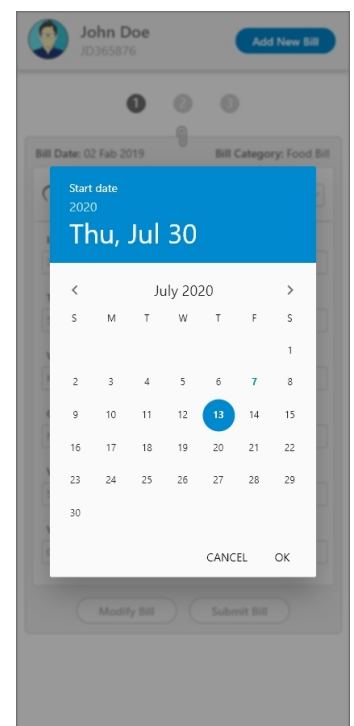 John Doe
JD365876
Add New Bill
1 2 3
Bill Date: 02 Fab 2019 Bill Category: Food Bill
Start date
2020
Thu, Jul 30
< July 2020 >
S M T W T F S
1
2 3 4 5 6 7 8
9 10 11 12 13 14 15
16 17 18 19 20 21 22
23 24 25 26 27 28 29
30
CANCEL OK
Modify Bill Submit Bill